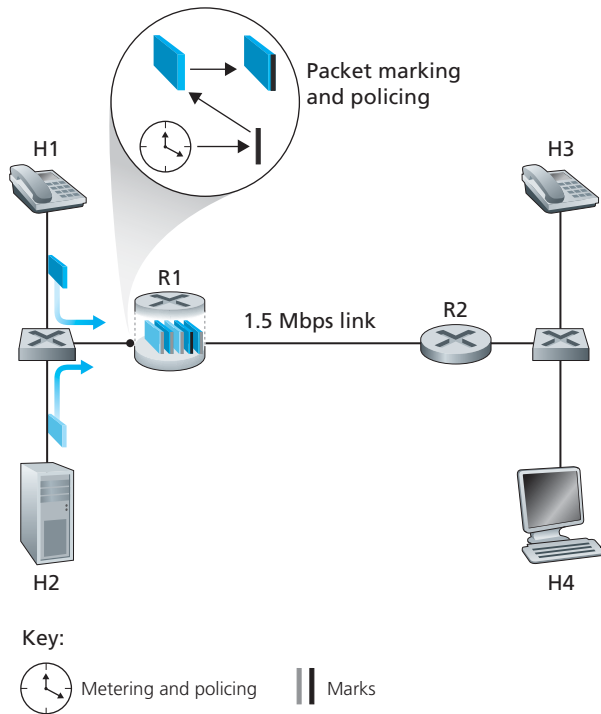 Packet marking
and policing
H1
H3
R1
R2
1.5 Mbps link
H2
H4
Key:
Metering and policing
Marks